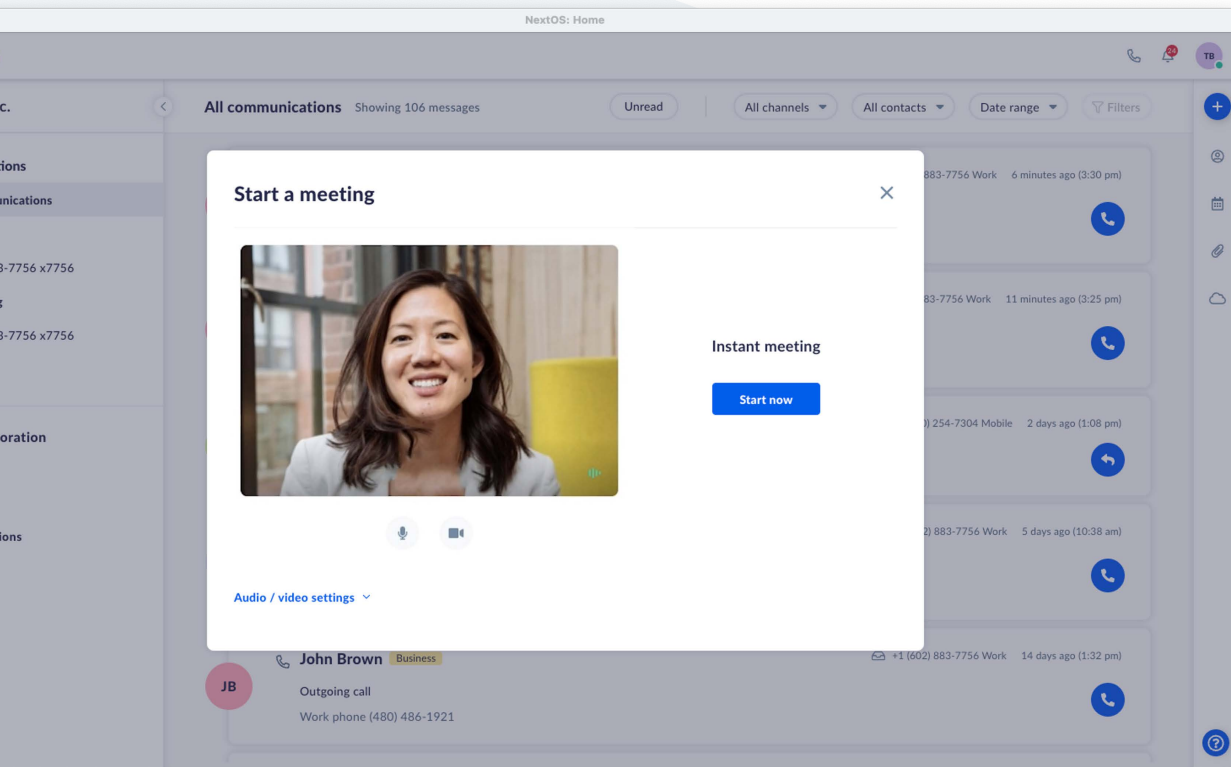 NextOS: Home
24
TB
c.
All communications Showing 106 messages
Unread
All channels
All contacts
Date range
Filters
tions
unications
3-7756 x7756
g
3-7756 x7756
oration
ions
883-7756 Work 6 minutes ago (3:30 pm)
83-7756 Work 11 minutes ago (3:25 pm)
0) 254-7304 Mobile 2 days ago (1:08 pm)
2) 883-7756 Work 5 days ago (10:38 am)
Start a meeting
Instant meeting
Start now
Audio / video settings
JB
John Brown Business
+1 (602) 883-7756 Work 14 days ago (1:32 pm)
Outgoing call
Work phone (480) 486-1921